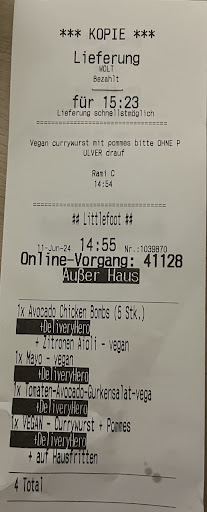 *** KOPIE ***
Lieferung
WOLT
Bezahlt
für 15:23
Lieferung schnellstmöglich
Vegan currywurst mit pommes bitte OHNE P
ULVER drauf
Rami C
14:54
## Littlefoot ##
11-Jun-24 14:55 Nr.:1039870
Online-Vorgang: 41128
Außer Haus
1x Avocado Chicken Bombs (5 Stk.)
+DeliveryHero
+ Zitronen Aioli - vegan
1x Mayo - vegan
+DeliveryHero
1x Tomaten-Avocado-Gurkensalat-vega
+DeliveryHero
1x VEGAN - Currywurst + Pommes
+DeliveryHero
+ auf Hausfritten
4 Total